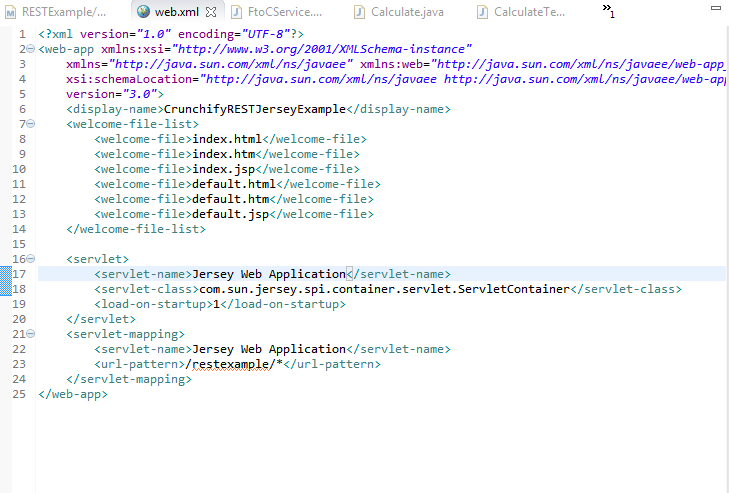 RESTExample/... web.xml FtoCService.... Calculate.java CalculateTe... »1
1 <?xml version="1.0" encoding="UTF-8"?>
2 <web-app xmlns:xsi="http://www.w3.org/2001/XMLSchema-instance"
3 xmlns="http://java.sun.com/xml/ns/javaee" xmlns:web="http://java.sun.com/xml/ns/javaee/web-app_
4 xsi:schemaLocation="http://java.sun.com/xml/ns/javaee http://java.sun.com/xml/ns/javaee/web-app
5 version="3.0">
6 <display-name>CrunchifyRESTJerseyExample</display-name>
7 <welcome-file-list>
8 <welcome-file>index.html</welcome-file>
9 <welcome-file>index.htm</welcome-file>
10 <welcome-file>index.jsp</welcome-file>
11 <welcome-file>default.html</welcome-file>
12 <welcome-file>default.htm</welcome-file>
13 <welcome-file>default.jsp</welcome-file>
14 </welcome-file-list>
15
16 <servlet>
17 <servlet-name>Jersey Web Application</servlet-name>
18 <servlet-class>com.sun.jersey.spi.container.servlet.ServletContainer</servlet-class>
19 <load-on-startup>1</load-on-startup>
20 </servlet>
21 <servlet-mapping>
22 <servlet-name>Jersey Web Application</servlet-name>
23 <url-pattern>/restexample/*</url-pattern>
24 </servlet-mapping>
25 </web-app>